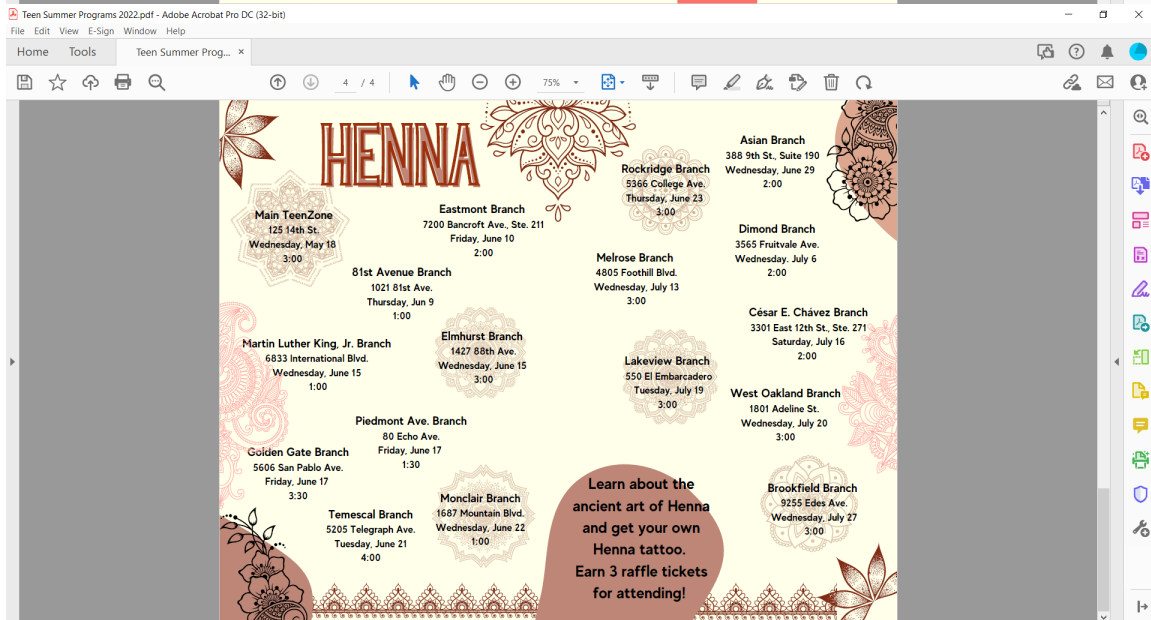 Teen Summer Programs 2022.pdf - Adobe Acrobat Pro DC (32-bit)
File Edit View E-Sign Window Help
Home Tools Teen Summer Prog... ×
4 / 4 75%
HENNA
Main TeenZone
125 14th St.
Wednesday, May 18
3:00
Eastmont Branch
7200 Bancroft Ave., Ste. 211
Friday, June 10
2:00
81st Avenue Branch
1021 81st Ave.
Thursday, Jun 9
1:00
Martin Luther King, Jr. Branch
6833 International Blvd.
Wednesday, June 15
1:00
Elmhurst Branch
1427 88th Ave.
Wednesday, June 15
3:00
Piedmont Ave. Branch
80 Echo Ave.
Friday, June 17
1:30
Golden Gate Branch
5606 San Pablo Ave.
Friday, June 17
3:30
Temescal Branch
5205 Telegraph Ave.
Tuesday, June 21
4:00
Monclair Branch
1687 Mountain Blvd.
Wednesday, June 22
1:00
Rockridge Branch
5366 College Ave.
Thursday, June 23
3:00
Asian Branch
388 9th St., Suite 190
Wednesday, June 29
2:00
Dimond Branch
3565 Fruitvale Ave.
Wednesday. July 6
2:00
Melrose Branch
4805 Foothill Blvd.
Wednesday, July 13
3:00
César E. Chávez Branch
3301 East 12th St., Ste. 271
Saturday, July 16
2:00
Lakeview Branch
550 El Embarcadero
Tuesday, July 19
3:00
West Oakland Branch
1801 Adeline St.
Wednesday, July 20
3:00
Brookfield Branch
9255 Edes Ave.
Wednesday, July 27
3:00
Learn about the
ancient art of Henna
and get your own
Henna tattoo.
Earn 3 raffle tickets
for attending!